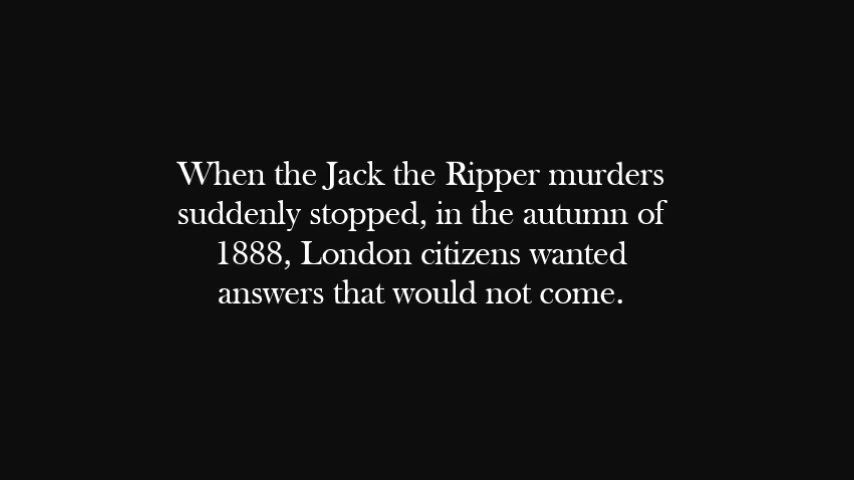 When the Jack the Ripper murders
suddenly stopped, in the autumn of
1888, London citizens wanted
answers that would not come.